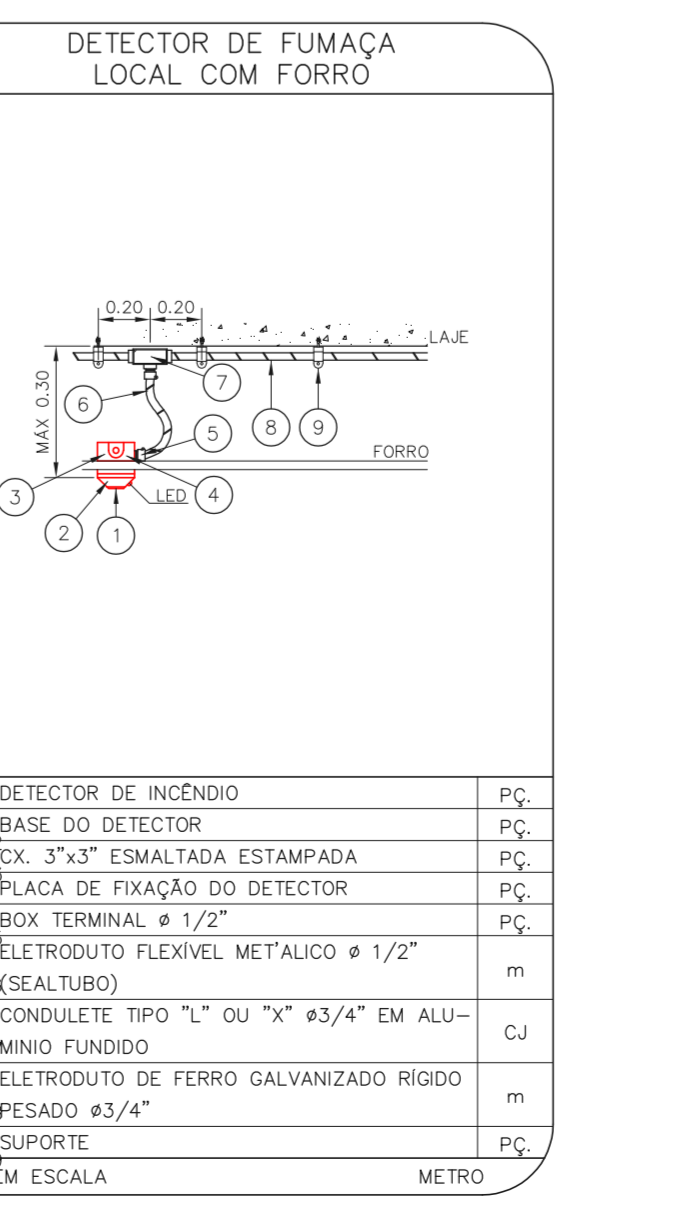 DETECTOR DE FUMAÇA
LOCAL COM FORRO
0.20 0.20
LAJE
MÁX 0.30
7
6
5
8
9
FORRO
3
LED
4
2
1
DETECTOR DE INCÊNDIO PÇ.
BASE DO DETECTOR PÇ.
CX. 3"x3" ESMALTADA ESTAMPADA PÇ.
PLACA DE FIXAÇÃO DO DETECTOR PÇ.
BOX TERMINAL ø 1/2" PÇ.
ELETRODUTO FLEXÍVEL MET'ALICO ø 1/2"
(SEALTUBO) m
CONDULETE TIPO "L" OU "X" ø3/4" EM ALU-
MINIO FUNDIDO CJ
ELETRODUTO DE FERRO GALVANIZADO RÍGIDO
PESADO ø3/4" m
SUPORTE PÇ.
EM ESCALA METRO